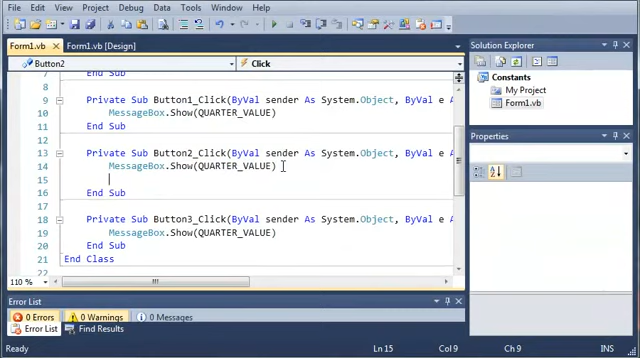 File Edit View Project Build Debug Data Tools Window Help
Form1.vb Form1.vb [Design]
Button2 Click
7 End Sub
8
9 Private Sub Button1_Click(ByVal sender As System.Object, ByVal e A
10 MessageBox.Show(QUARTER_VALUE)
11 End Sub
12
13 Private Sub Button2_Click(ByVal sender As System.Object, ByVal e A
14 MessageBox.Show(QUARTER_VALUE)
15
16 End Sub
17
18 Private Sub Button3_Click(ByVal sender As System.Object, ByVal e A
19 MessageBox.Show(QUARTER_VALUE)
20 End Sub
21 End Class
22
110 %
Solution Explorer
Constants
My Project
Form1.vb
Properties
Error List
0 Errors 0 Warnings 0 Messages
Error List Find Results
Ready Ln 15 Col 9 Ch 9 INS